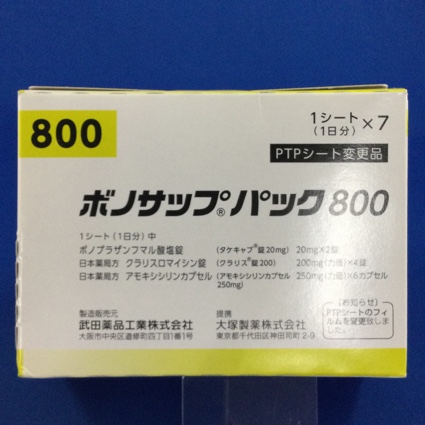 800
1シート(1日分)×7
PTPシート変更品
ボノサップ®パック800
1シート(1日分)中
ボノプラザンフマル酸塩錠 (タケキャブ®錠20mg) 20mg×2錠
日本薬局方 クラリスロマイシン錠 (クラリス®錠200) 200mg(力価)×4錠
日本薬局方 アモキシシリンカプセル (アモキシシリンカプセル250mg) 250mg(力価)×6カプセル
(お知らせ)
PTPシートのフィ
ルムを変更致しま
した。
製造販売元 提携
武田薬品工業株式会社 大塚製薬株式会社
大阪市中央区道修町四丁目1番1号 東京都千代田区神田司町2-9